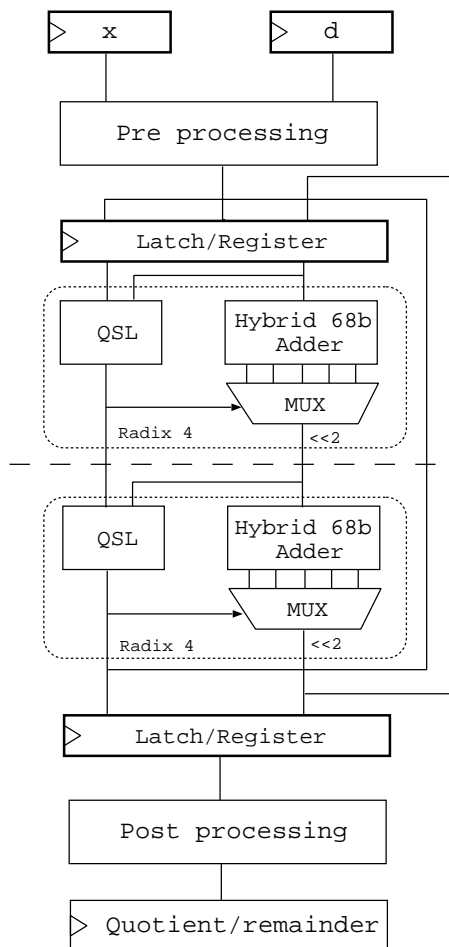 x
d
Pre processing
Latch/Register
QSL
Hybrid 68b
Adder
MUX
Radix 4
<<2
QSL
Hybrid 68b
Adder
MUX
Radix 4
<<2
Latch/Register
Post processing
Quotient/remainder